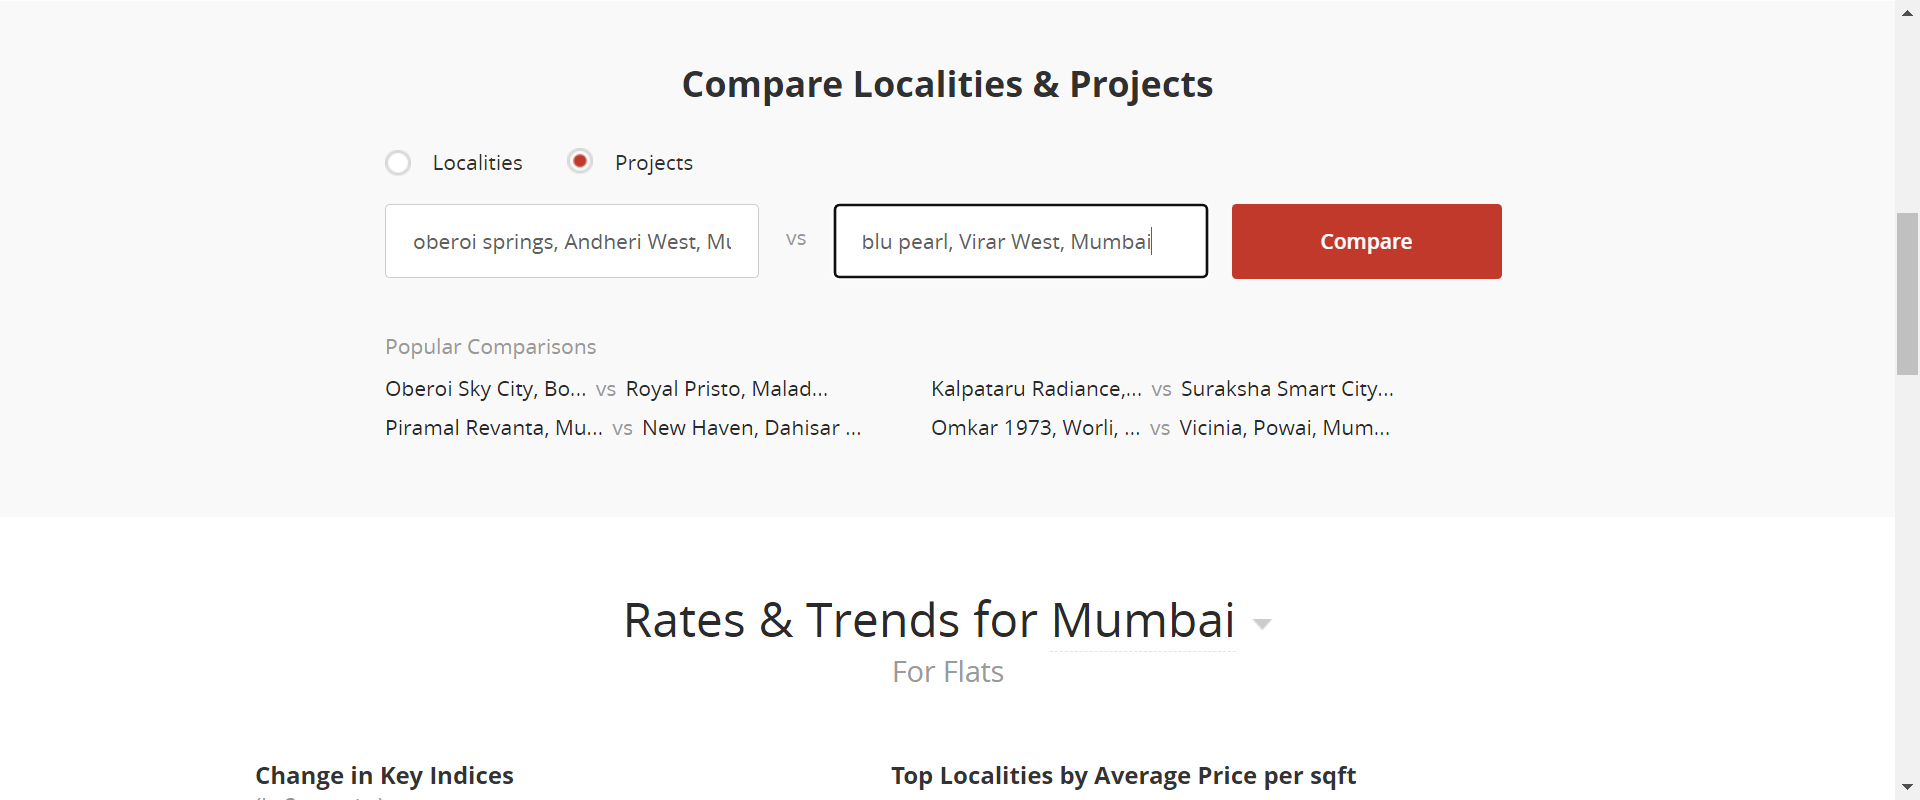 Compare Localities & Projects
Localities Projects
oberoi springs, Andheri West, vs blu pearl, Virar West, Mumbai Compare
Popular Comparisons
Oberoi Sky City, Bo... vs Royal Pristo, Malad... Kalpataru Radiance,... vs Suraksha Smart City...
Piramal Revanta, Mu... vs New Haven, Dahisar ... Omkar 1973, Worli, ... vs Vicinia, Powai, Mum...
Rates & Trends for Mumbai
For Flats
Change in Key Indices Top Localities by Average Price per sqft